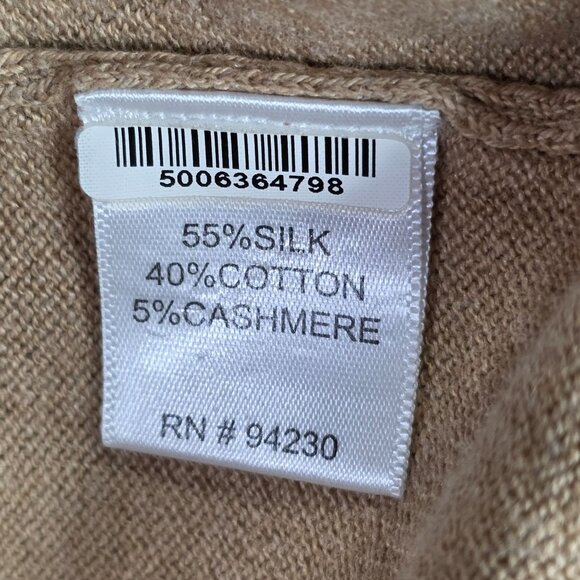 5006364798
55%SILK
40%COTTON
5%CASHMERE
RN # 94230